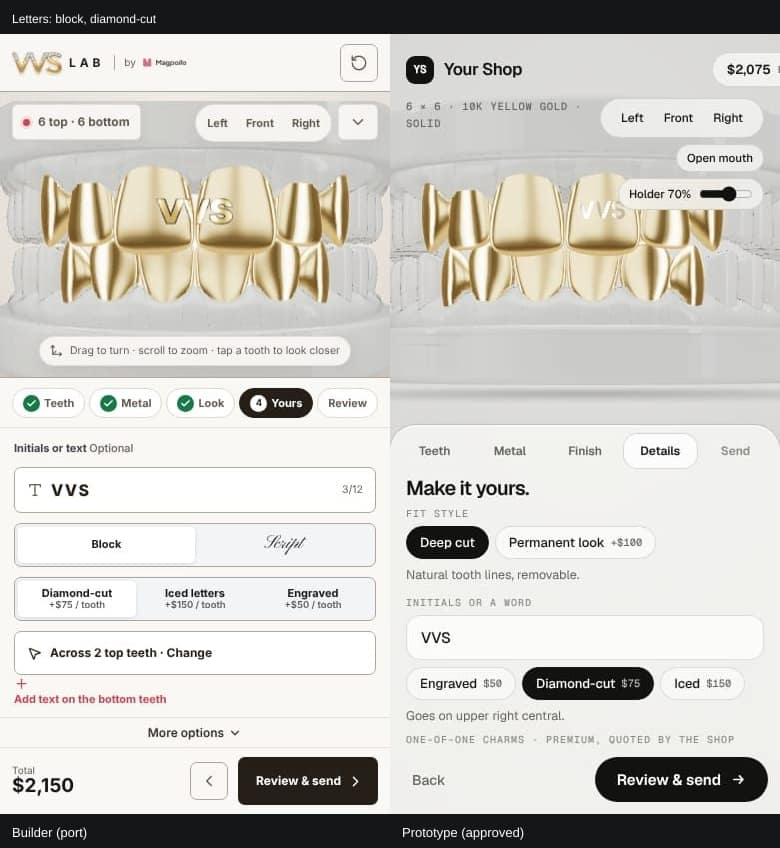 Letters: block, diamond-cut
VVS LAB by Magpollo
6 top · 6 bottom
Left Front Right
VVS
Drag to turn · scroll to zoom · tap a tooth to look closer
Teeth
Metal
Look
4 Yours
Review
Initials or text Optional
VVS 3/12
Block
Script
Diamond-cut
+$75 / tooth
Iced letters
+$150 / tooth
Engraved
+$50 / tooth
Across 2 top teeth · Change
+
Add text on the bottom teeth
More options
Total
$2,150
Review & send
Builder (port)
YS Your Shop
$2,075
6 × 6 · 10K YELLOW GOLD ·
SOLID
Left Front Right
Open mouth
Holder 70%
VVS
Teeth Metal Finish Details Send
Make it yours.
FIT STYLE
Deep cut
Permanent look +$100
Natural tooth lines, removable.
INITIALS OR A WORD
VVS
Engraved $50
Diamond-cut $75
Iced $150
Goes on upper right central.
ONE-OF-ONE CHARMS · PREMIUM, QUOTED BY THE SHOP
Back
Review & send →
Prototype (approved)